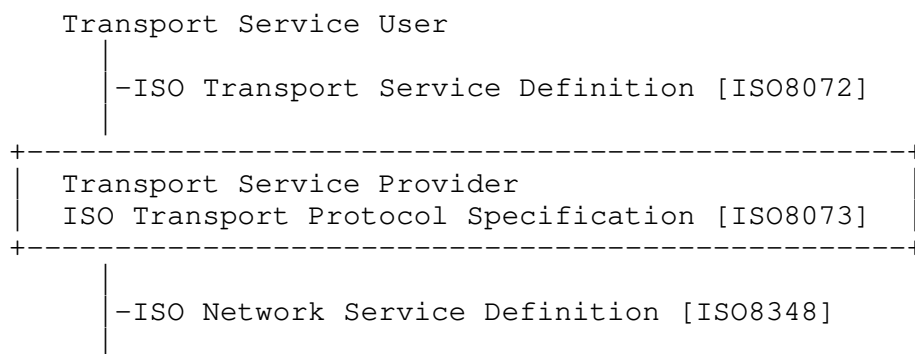 Transport Service User
|
|-ISO Transport Service Definition [ISO8072]
|
+--------------------------------------------------+
| Transport Service Provider |
| ISO Transport Protocol Specification [ISO8073] |
+--------------------------------------------------+
|
|-ISO Network Service Definition [ISO8348]
|